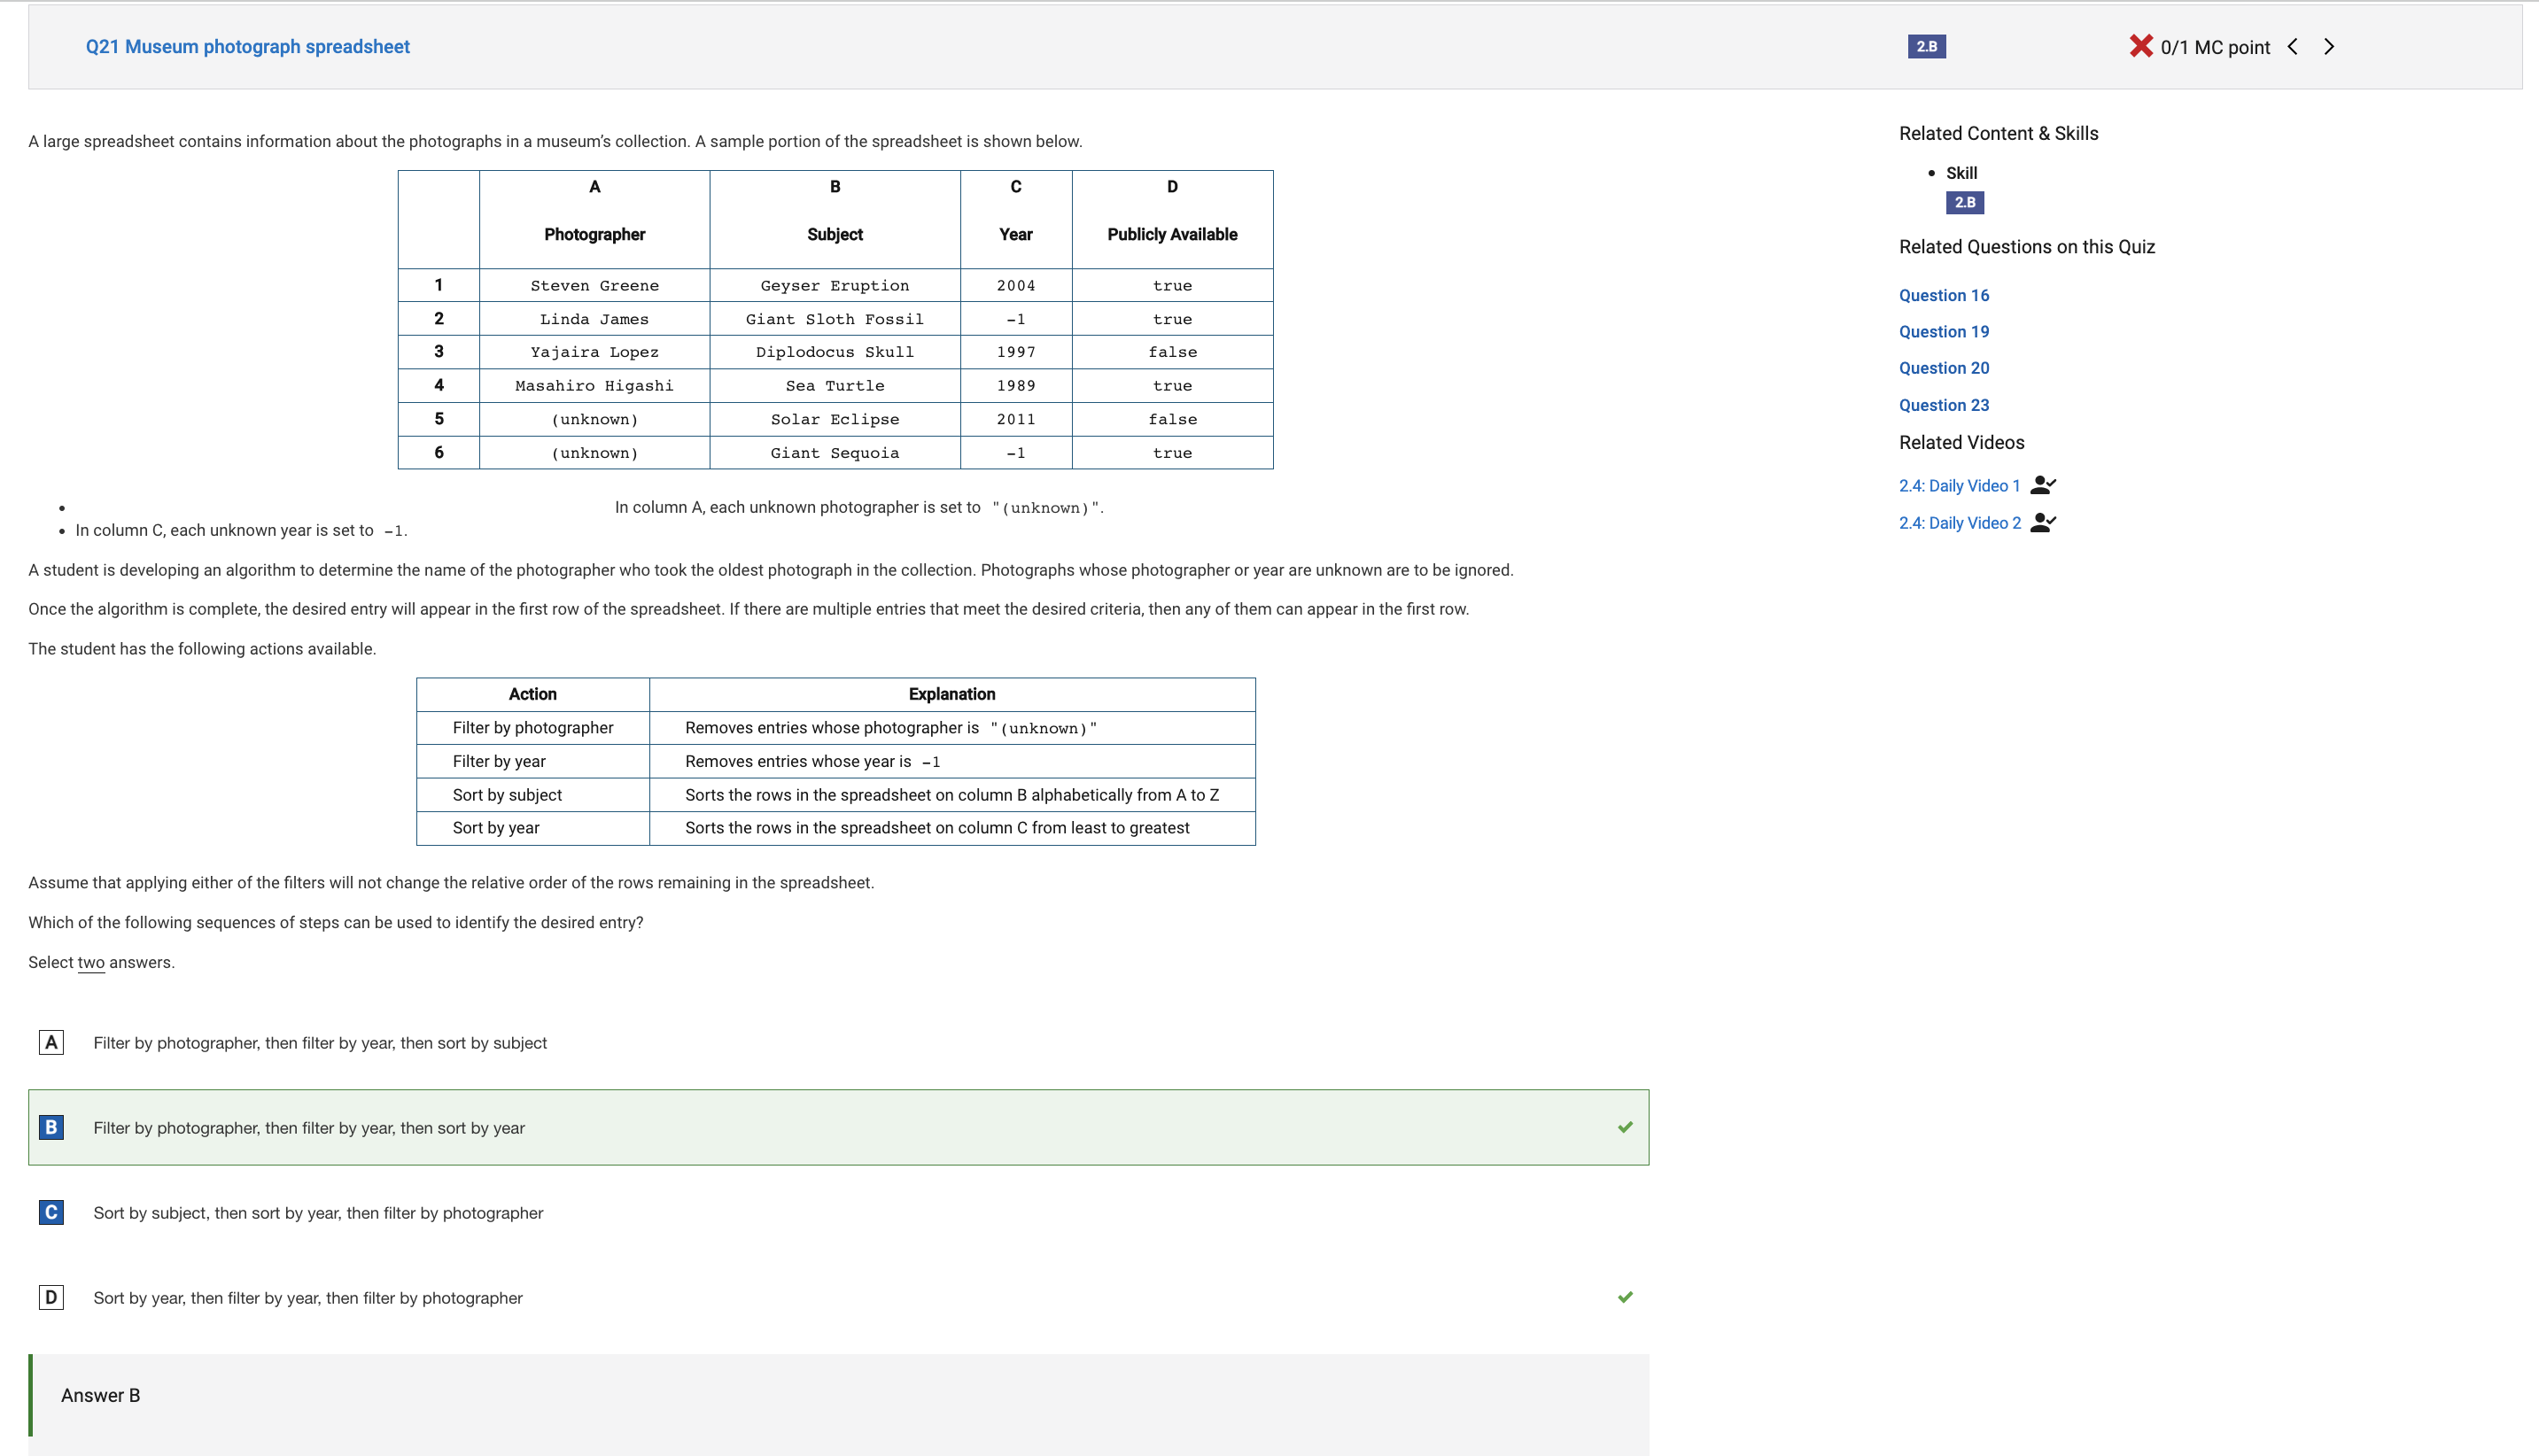 Q21 Museum photograph spreadsheet
2.B
0/1 MC point
A large spreadsheet contains information about the photographs in a museum's collection. A sample portion of the spreadsheet is shown below.
A B C D
Photographer Subject Year Publicly Available
1 Steven Greene Geyser Eruption 2004 true
2 Linda James Giant Sloth Fossil -1 true
3 Yajaira Lopez Diplodocus Skull 1997 false
4 Masahiro Higashi Sea Turtle 1989 true
5 (unknown) Solar Eclipse 2011 false
6 (unknown) Giant Sequoia -1 true
• In column A, each unknown photographer is set to "(unknown)".
• In column C, each unknown year is set to -1.
A student is developing an algorithm to determine the name of the photographer who took the oldest photograph in the collection. Photographs whose photographer or year are unknown are to be ignored.
Once the algorithm is complete, the desired entry will appear in the first row of the spreadsheet. If there are multiple entries that meet the desired criteria, then any of them can appear in the first row.
The student has the following actions available.
Action Explanation
Filter by photographer Removes entries whose photographer is "(unknown)"
Filter by year Removes entries whose year is -1
Sort by subject Sorts the rows in the spreadsheet on column B alphabetically from A to Z
Sort by year Sorts the rows in the spreadsheet on column C from least to greatest
Assume that applying either of the filters will not change the relative order of the rows remaining in the spreadsheet.
Which of the following sequences of steps can be used to identify the desired entry?
Select two answers.
A Filter by photographer, then filter by year, then sort by subject
B Filter by photographer, then filter by year, then sort by year
C Sort by subject, then sort by year, then filter by photographer
D Sort by year, then filter by year, then filter by photographer
Answer B
Related Content & Skills
• Skill
2.B
Related Questions on this Quiz
Question 16
Question 19
Question 20
Question 23
Related Videos
2.4: Daily Video 1
2.4: Daily Video 2